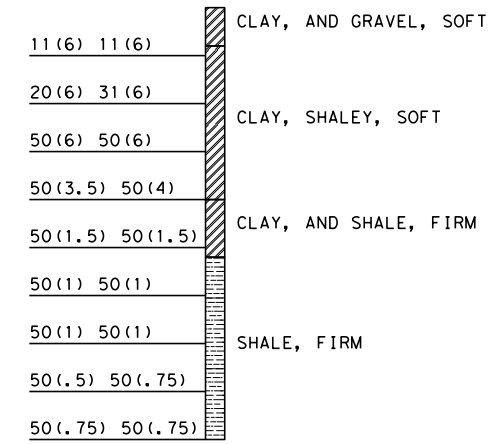 CLAY, AND GRAVEL, SOFT
11(6) 11(6)
20(6) 31(6)
CLAY, SHALEY, SOFT
50(6) 50(6)
50(3.5) 50(4)
CLAY, AND SHALE, FIRM
50(1.5) 50(1.5)
50(1) 50(1)
50(1) 50(1)
SHALE, FIRM
50(.5) 50(.75)
50(.75) 50(.75)